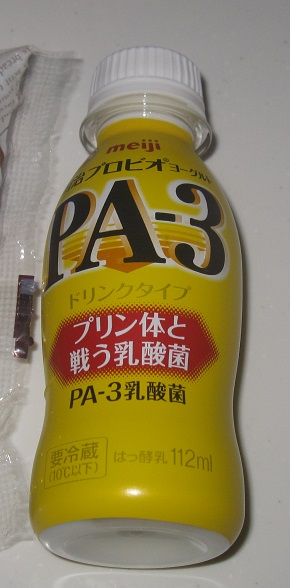 meiji
治プロビオヨーグルト
PA-3
ドリンクタイプ
プリン体と
戦う乳酸菌
PA-3乳酸菌
要冷蔵
(10℃以下)
はっ酵乳 112ml